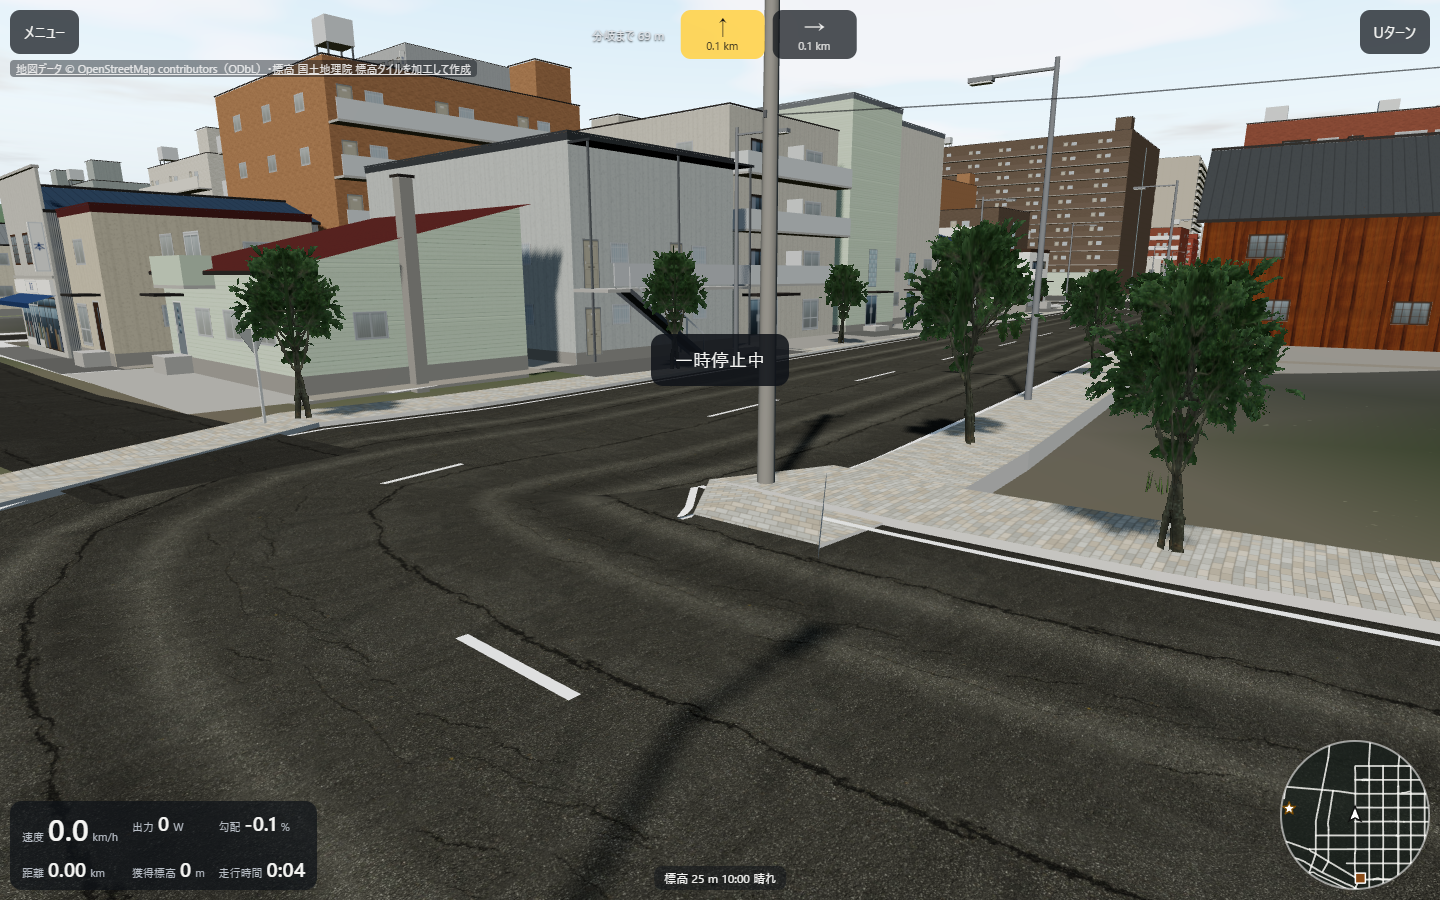 メニュー
地図データ © OpenStreetMap contributors（ODbL）・標高 国土地理院 標高タイルを加工して作成
分岐まで 69 m
↑
0.1 km
→
0.1 km
Uターン
一時停止中
速度 0.0 km/h 出力 0 W 勾配 -0.1 %
距離 0.00 km 獲得標高 0 m 走行時間 0:04
標高 25 m 10:00 晴れ